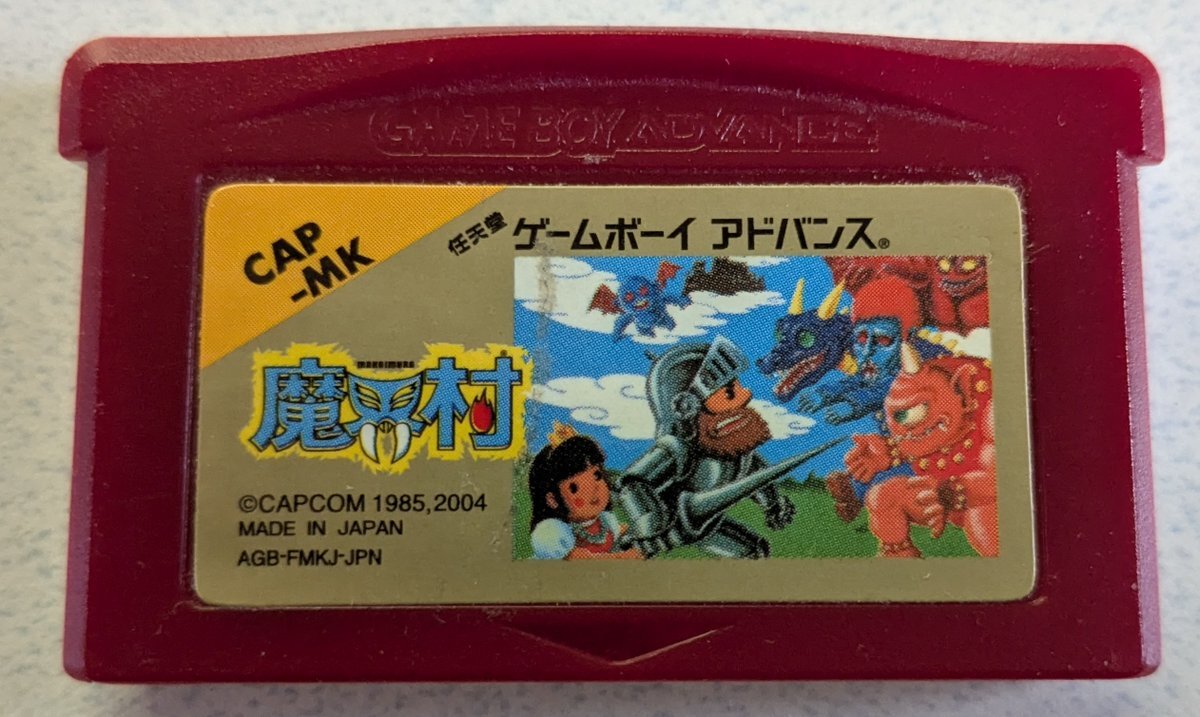 GAME BOY ADVANCE
CAP
-MK
任天堂 ゲームボーイ アドバンス®
MAKAIMURA
魔界村
©CAPCOM 1985,2004
MADE IN JAPAN
AGB-FMKJ-JPN